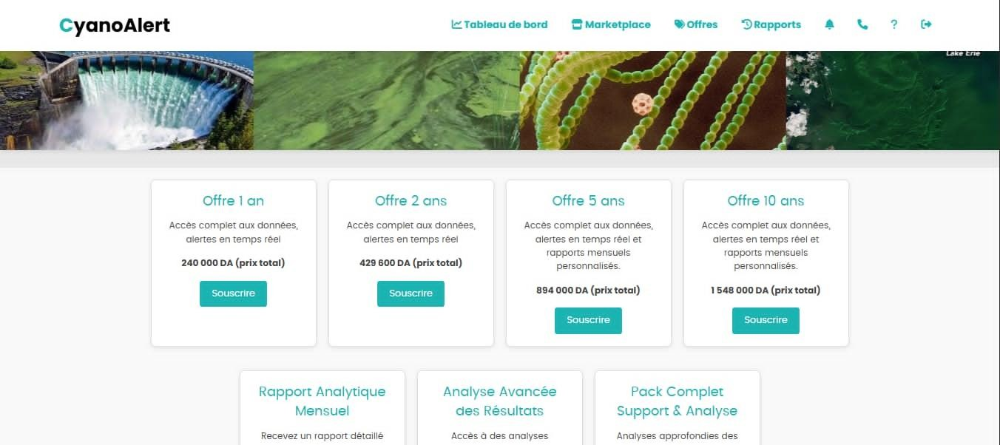 CyanoAlert
Tableau de bord
Marketplace
Offres
Rapports
?
Lake Erie
Offre 1 an
Accès complet aux données,
alertes en temps réel
240 000 DA (prix total)
Souscrire
Offre 2 ans
Accès complet aux données,
alertes en temps réel
429 600 DA (prix total)
Souscrire
Offre 5 ans
Accès complet aux données,
alertes en temps réel et
rapports mensuels
personnalisés.
894 000 DA (prix total)
Souscrire
Offre 10 ans
Accès complet aux données,
alertes en temps réel et
rapports mensuels
personnalisés.
1 548 000 DA (prix total)
Souscrire
Rapport Analytique
Mensuel
Recevez un rapport détaillé
Analyse Avancée
des Résultats
Accès à des analyses
Pack Complet
Support & Analyse
Analyses approfondies des